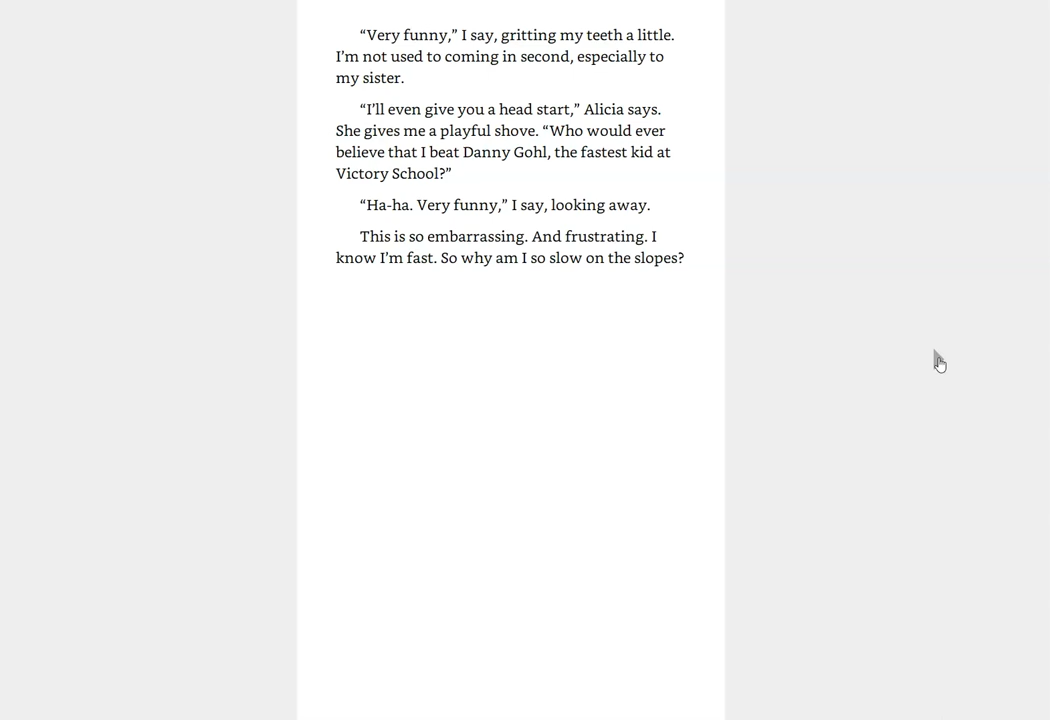 “Very funny,” I say, gritting my teeth a little.
I’m not used to coming in second, especially to
my sister.
“I’ll even give you a head start,” Alicia says.
She gives me a playful shove. “Who would ever
believe that I beat Danny Gohl, the fastest kid at
Victory School?”
“Ha-ha. Very funny,” I say, looking away.
This is so embarrassing. And frustrating. I
know I’m fast. So why am I so slow on the slopes?